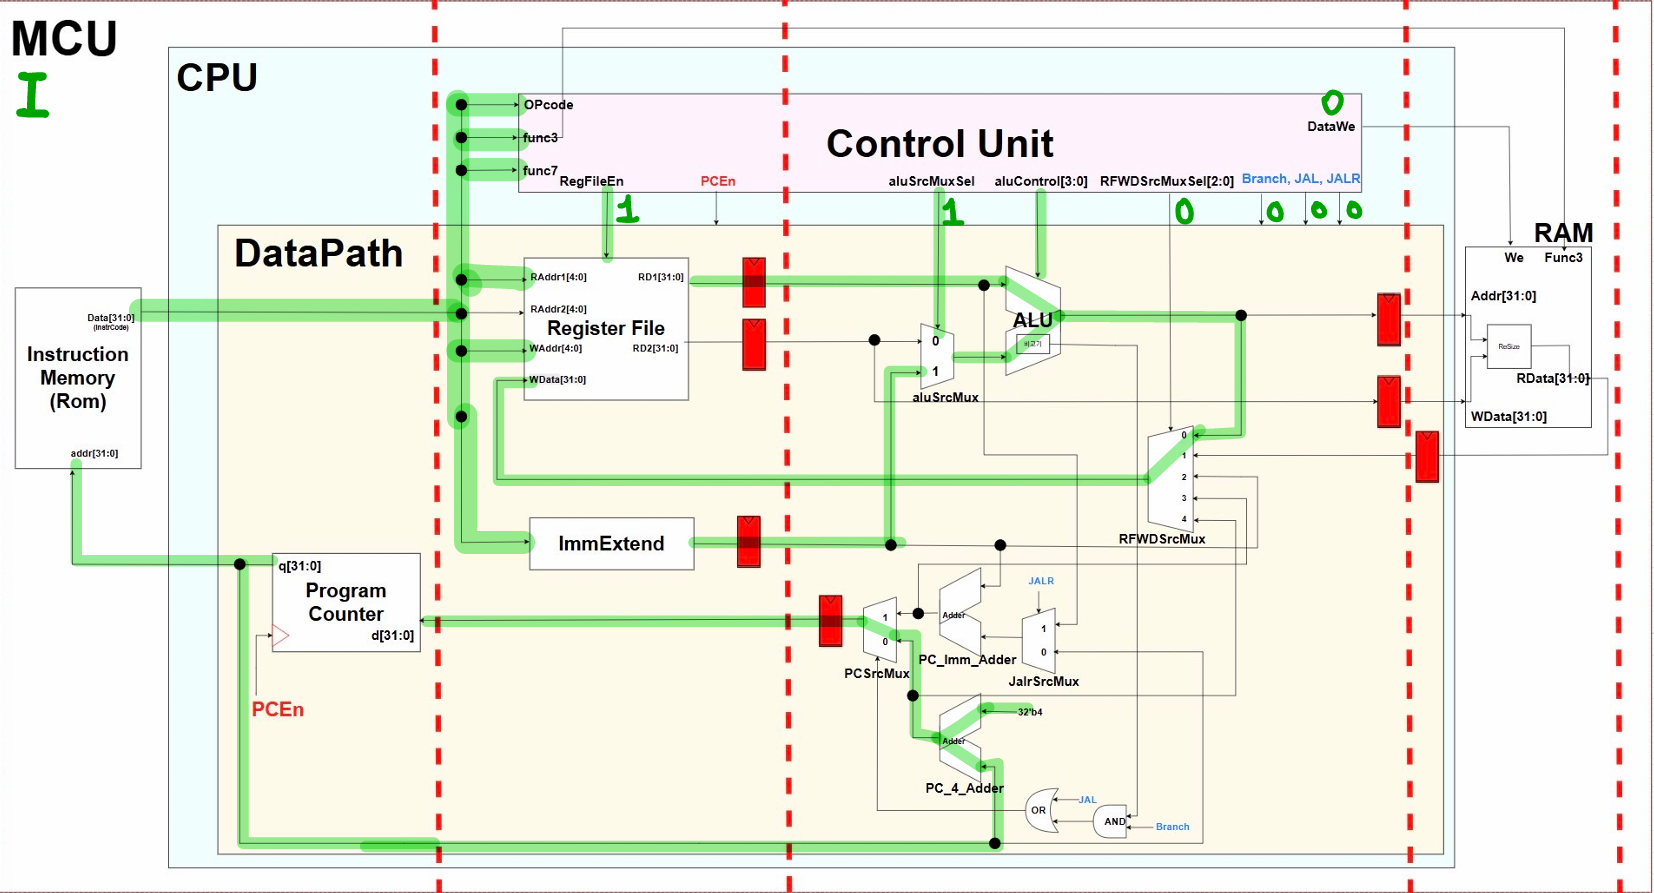 MCU
I
CPU
OPcode
func3
func7
Control Unit
0
DataWe
RegFileEn
PCEn
aluSrcMuxSel
aluControl[3:0]
RFWDSrcMuxSel[2:0]
Branch, JAL, JALR
1
1
0
0
0
0
DataPath
RAM
We
Func3
Addr[31:0]
ReSize
RData[31:0]
WData[31:0]
RAddr1[4:0]
RD1[31:0]
RAddr2[4:0]
Register File
WAddr[4:0]
RD2[31:0]
WData[31:0]
Data[31:0]
(InstrCode)
Instruction
Memory
(Rom)
addr[31:0]
ALU
0
1
aluSrcMux
0
1
2
3
4
RFWDSrcMux
ImmExtend
q[31:0]
Program
Counter
d[31:0]
PCEn
JALR
1
0
PCSrcMux
Adder
PC_Imm_Adder
1
0
JalrSrcMux
32'b4
Adder
PC_4_Adder
OR
JAL
AND
Branch